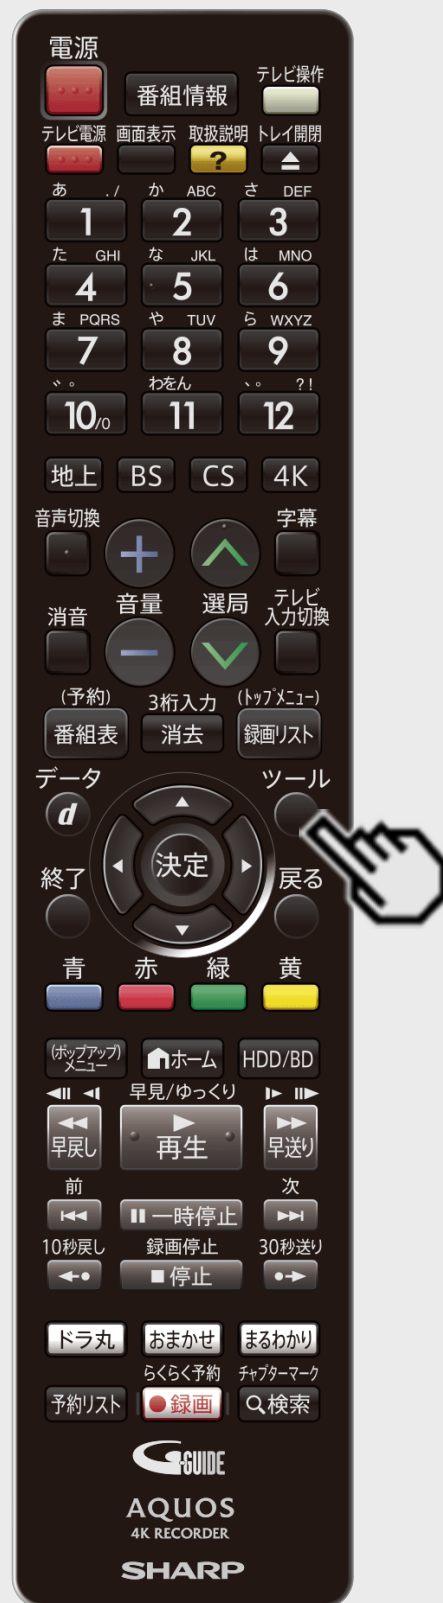 電源
番組情報
テレビ操作
テレビ電源 画面表示 取扱説明 トレイ開閉
?
あ ./ か ABC さ DEF
1 2 3
た GHI な JKL は MNO
4 5 6
ま PQRS や TUV ら WXYZ
7 8 9
゛゜ わをん 、。 ?!
10/0 11 12
地上 BS CS 4K
音声切換 字幕
+
消音 音量 選局 テレビ
入力切換
-
(予約) 3桁入力 (トップメニュー)
番組表 消去 録画リスト
データ ツール
d
決定
終了 戻る
青 赤 緑 黄
(ポップアップ)
メニュー ホーム HDD/BD
早見/ゆっくり
早戻し 再生 早送り
前 次
一時停止
10秒戻し 録画停止 30秒送り
停止
ドラ丸 おまかせ まるわかり
らくらく予約 チャプターマーク
予約リスト 録画 検索
G-GUIDE
AQUOS
4K RECORDER
SHARP